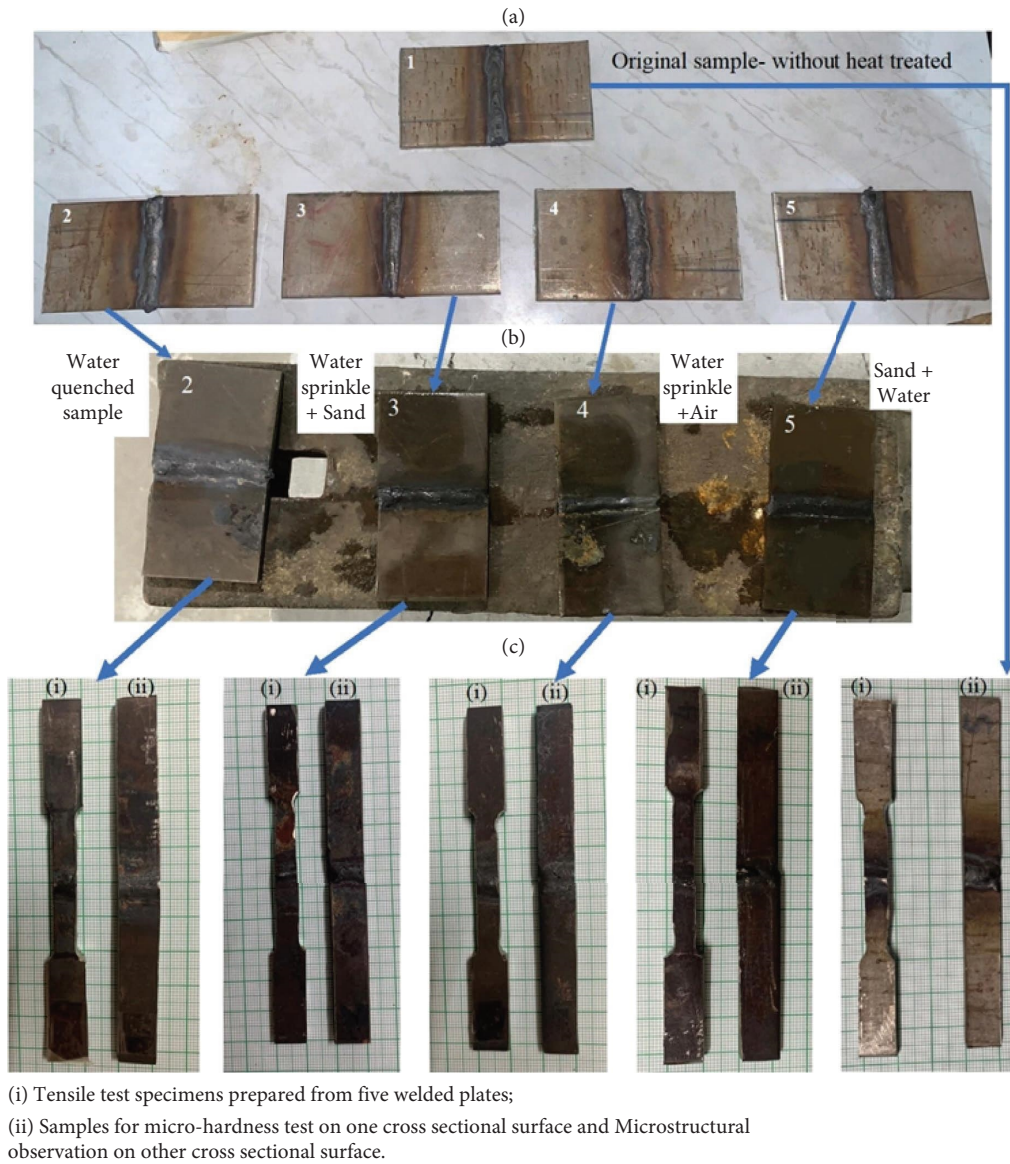 (a)
1
Original sample- without heat treated
2
3
4
5
(b)
Water
quenched
sample
2
Water
sprinkle
+ Sand
3
4
Water
sprinkle
+Air
5
Sand +
Water
(c)
(i) (ii)
(i) (ii)
(i) (ii)
(i) (ii)
(i) (ii)
(i) Tensile test specimens prepared from five welded plates;
(ii) Samples for micro-hardness test on one cross sectional surface and Microstructural
observation on other cross sectional surface.